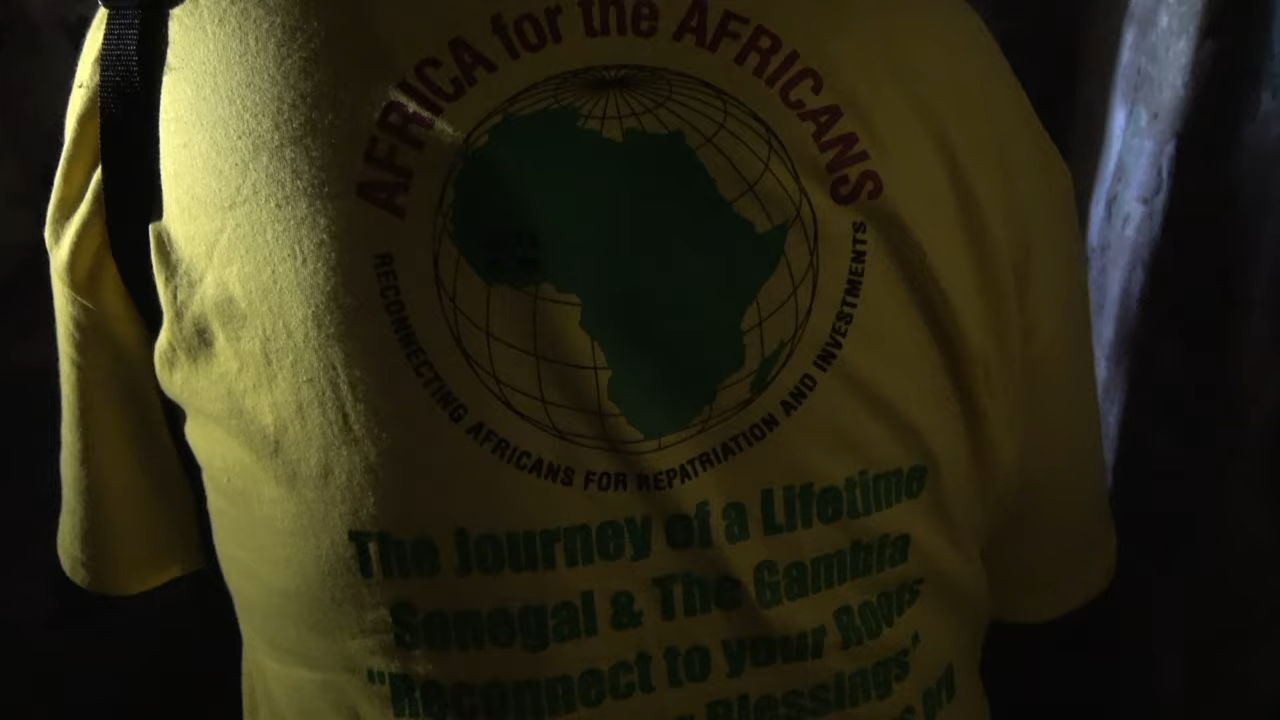 AFRICA for the AFRICANS
RECONNECTING AFRICANS FOR REPATRIATION AND INVESTMENTS
The Journey of a Lifetime
Senegal & The Gambia
"Reconnect to your Roots
Blessings"